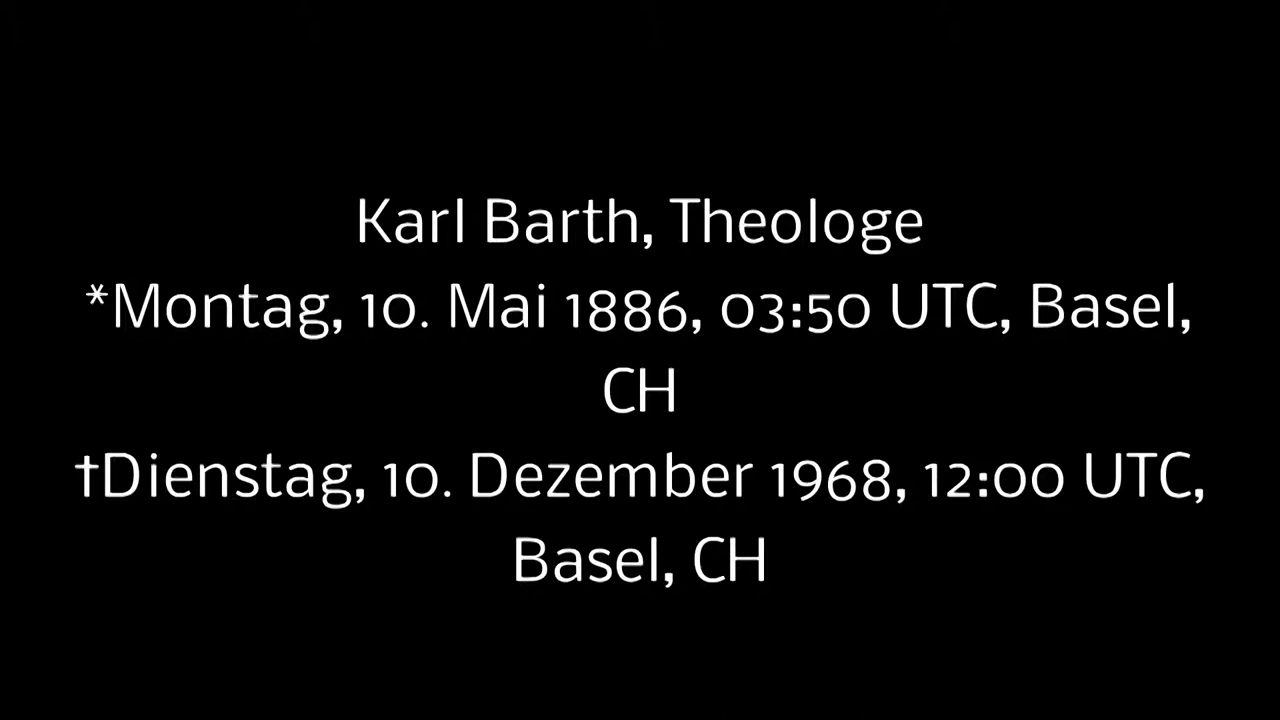 Karl Barth, Theologe
*Montag, 10. Mai 1886, 03:50 UTC, Basel,
CH
†Dienstag, 10. Dezember 1968, 12:00 UTC,
Basel, CH